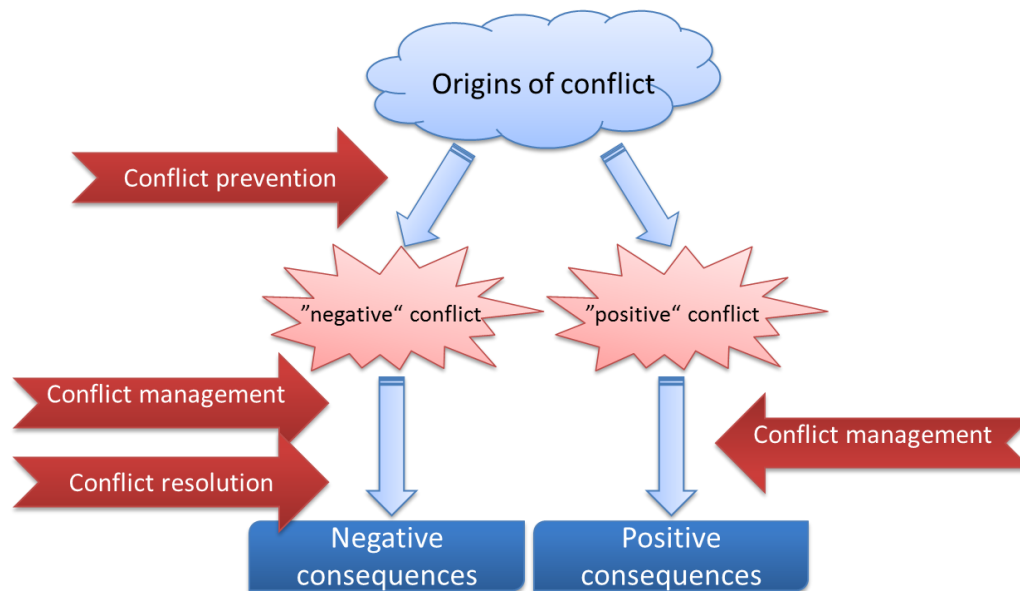 Origins of conflict
Conflict prevention
”negative“ conflict
”positive“ conflict
Conflict management
Conflict management
Conflict resolution
Negative
consequences
Positive
consequences